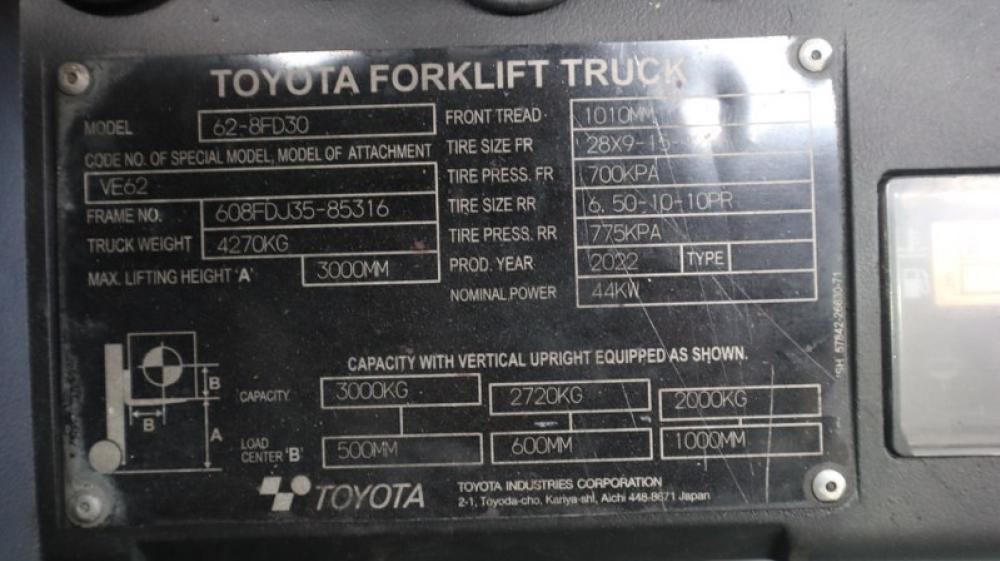 TOYOTA FORKLIFT TRUCK
MODEL 62-8FD30
CODE NO. OF SPECIAL MODEL, MODEL OF ATTACHMENT
VE62
FRAME NO. 608FDJ35-85316
TRUCK WEIGHT 4270KG
MAX. LIFTING HEIGHT 'A' 3000MM
FRONT TREAD 1010MM
TIRE SIZE FR 28X9-15-
TIRE PRESS. FR 700KPA
TIRE SIZE RR 6.50-10-10PR
TIRE PRESS. RR 775KPA
PROD. YEAR 2022 TYPE
NOMINAL POWER 44KW
CAPACITY WITH VERTICAL UPRIGHT EQUIPPED AS SHOWN.
B
B
A
CAPACITY 3000KG 2720KG 2000KG
LOAD
CENTER 'B' 500MM 600MM 1000MM
TOYOTA
TOYOTA INDUSTRIES CORPORATION
2-1, Toyoda-cho, Kariya-shi, Aichi 448-8671 Japan